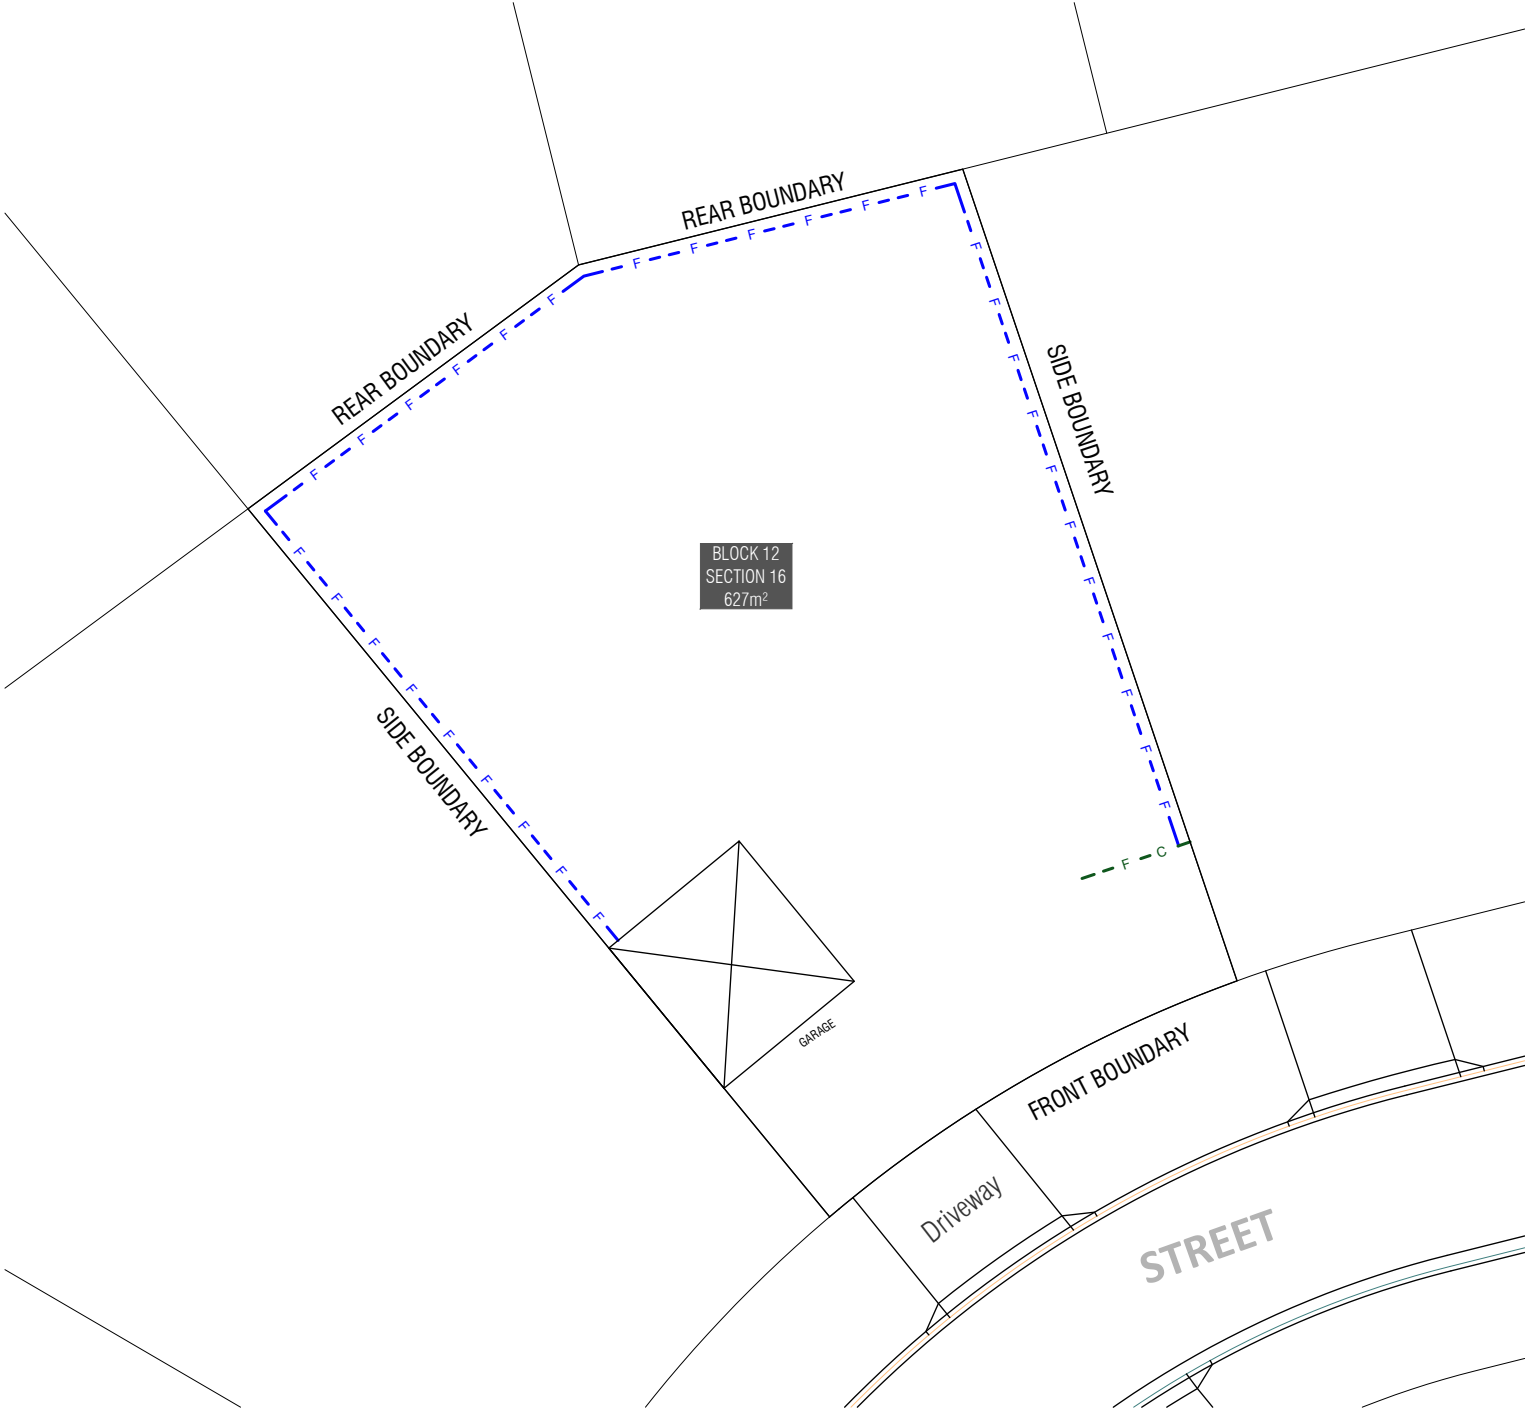 REAR BOUNDARY
F F F F F F
REAR BOUNDARY
F F F F F F
SIDE BOUNDARY
F F F F F F F F F F F
BLOCK 12
SECTION 16
627m²
SIDE BOUNDARY
F F F F F F F F F
F C
GARAGE
FRONT BOUNDARY
Driveway
STREET